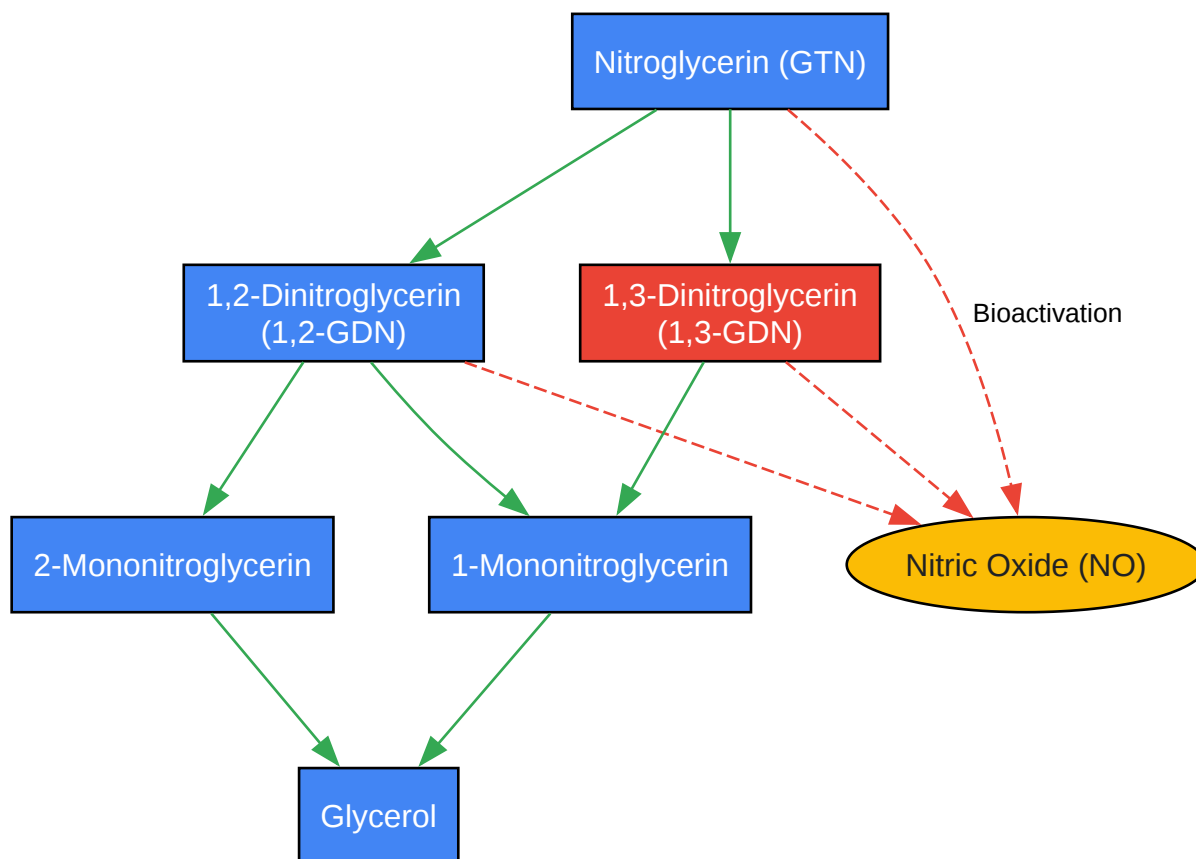 Nitroglycerin (GTN)
1,2-Dinitroglycerin
(1,2-GDN)
1,3-Dinitroglycerin
(1,3-GDN)
Bioactivation
2-Mononitroglycerin
1-Mononitroglycerin
Nitric Oxide (NO)
Glycerol